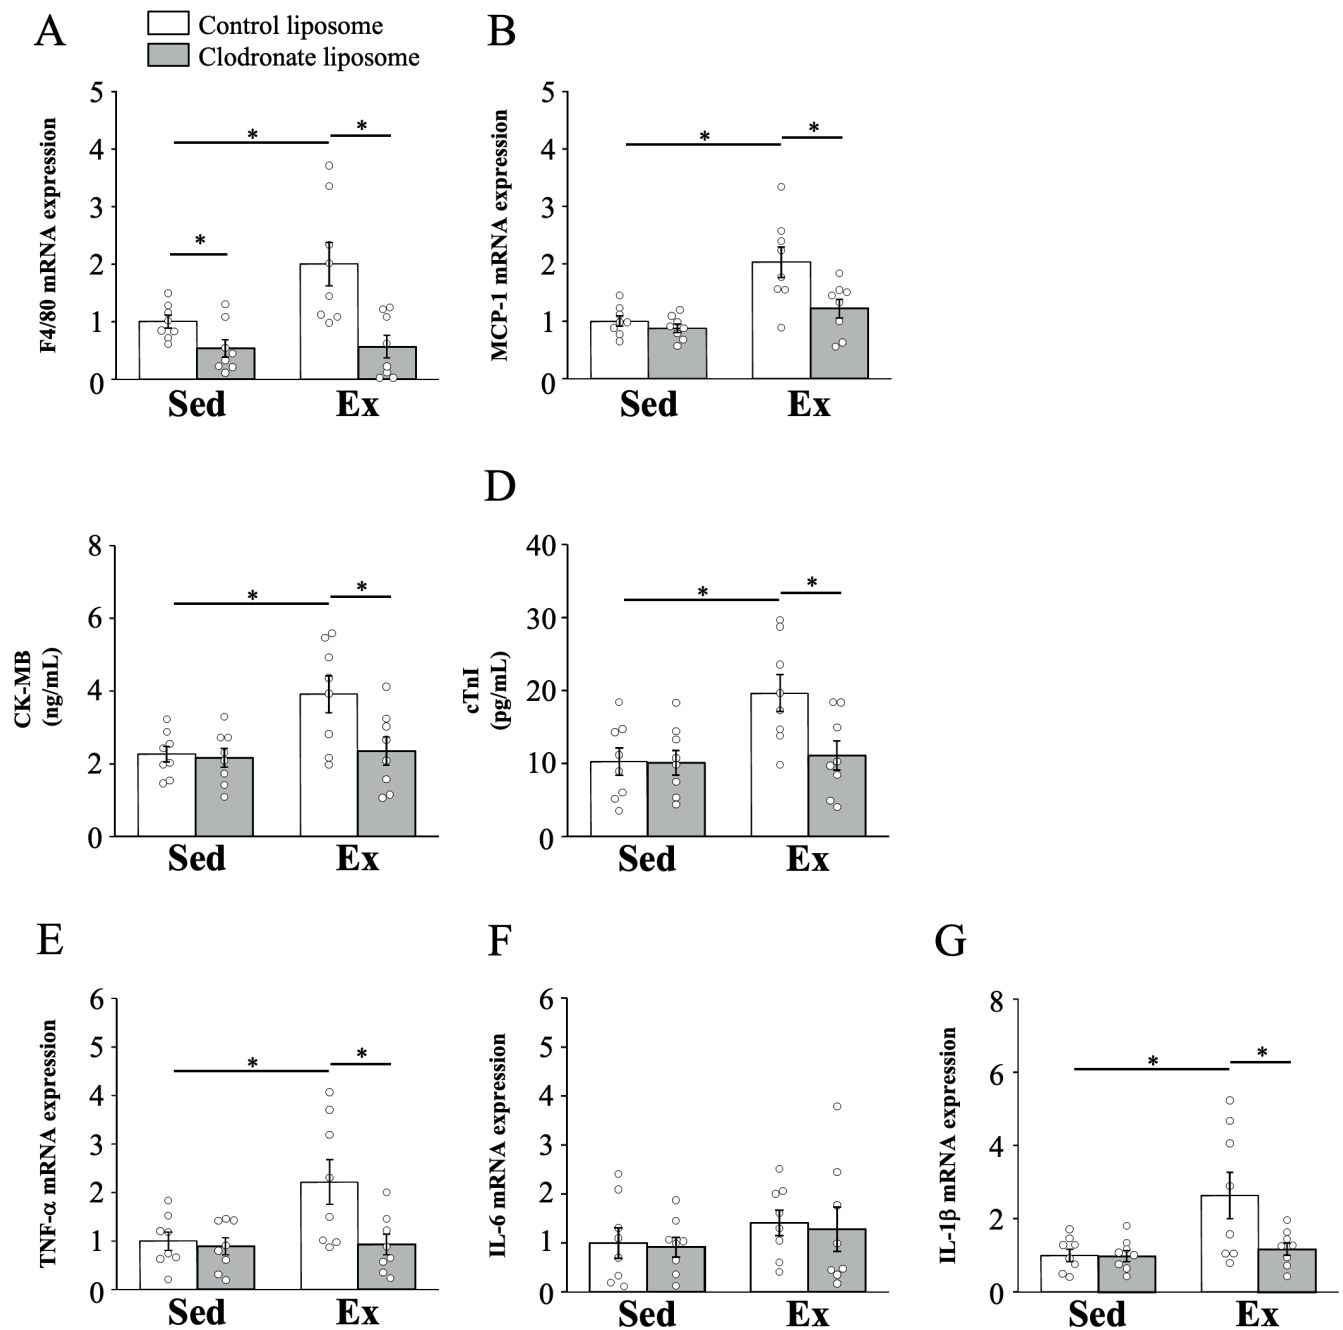 A
Control liposome
Clodronate liposome
B
F4/80 mRNA expression
5
4
3
2
1
0
*
*
*
Sed
Ex
MCP-1 mRNA expression
5
4
3
2
1
0
*
*
Sed
Ex
CK-MB
(ng/mL)
8
6
4
2
0
*
*
Sed
Ex
D
cTnI
(pg/mL)
40
30
20
10
0
*
*
Sed
Ex
E
TNF-α mRNA expression
6
5
4
3
2
1
0
*
*
Sed
Ex
F
IL-6 mRNA expression
6
5
4
3
2
1
0
Sed
Ex
G
IL-1β mRNA expression
8
6
4
2
0
*
*
Sed
Ex